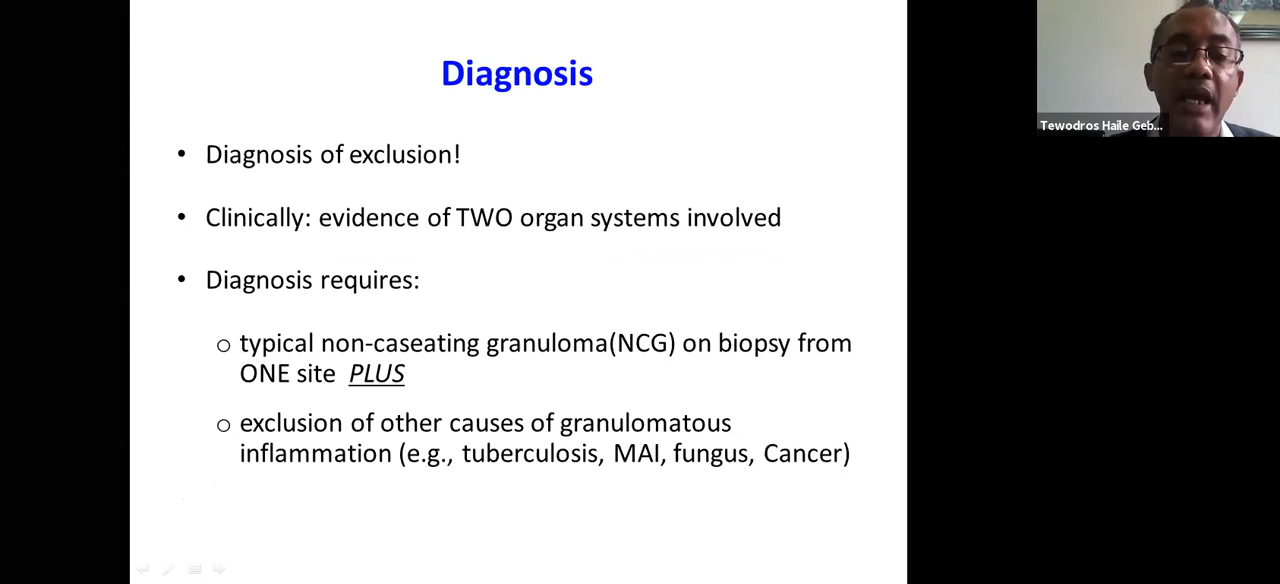 Diagnosis
• Diagnosis of exclusion!
• Clinically: evidence of TWO organ systems involved
• Diagnosis requires:
o typical non-caseating granuloma(NCG) on biopsy from
ONE site PLUS
o exclusion of other causes of granulomatous
inflammation (e.g., tuberculosis, MAI, fungus, Cancer)
Tewodros Haile Geb...